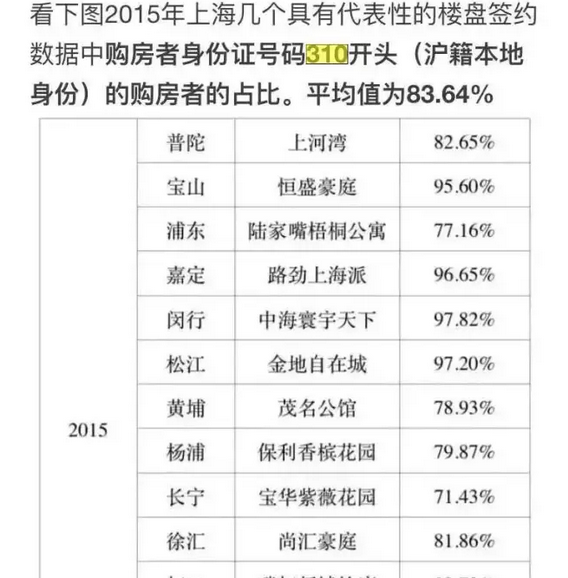 看下图2015年上海几个具有代表性的楼盘签约
数据中购房者身份证号码310开头（沪籍本地
身份）的购房者的占比。平均值为83.64%
普陀 上河湾 82.65%
宝山 恒盛豪庭 95.60%
浦东 陆家嘴梧桐公寓 77.16%
嘉定 路劲上海派 96.65%
闵行 中海寰宇天下 97.82%
松江 金地自在城 97.20%
黄埔 茂名公馆 78.93%
2015
杨浦 保利香槟花园 79.87%
长宁 宝华紫薇花园 71.43%
徐汇 尚汇豪庭 81.86%